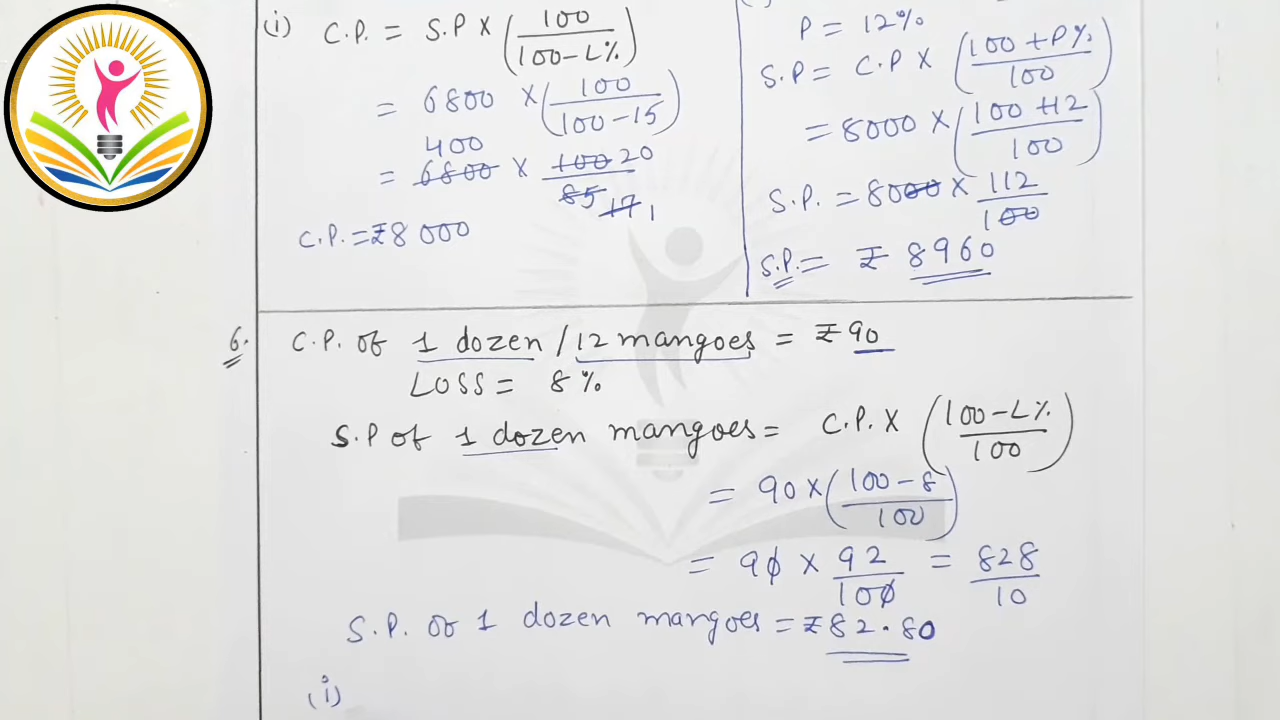 (i) C.P. = S.P × (100/100-L%)
= 6800 × (100/100-15)
400
= 6800 × 100 20/85 17 1
C.P. = ₹8000
P = 12%
S.P = C.P × (100+P%/100)
= 8000 × (100+12/100)
S.P. = 8000 × 112/100
S.P. = ₹ 8960
6. C.P. of 1 dozen / 12 mangoes = ₹90
LOSS = 8%
S.P of 1 dozen mangoes = C.P. × (100-L%/100)
= 90 × (100-8/100)
= 90 × 92/100 = 828/10
S.P. of 1 dozen mangoes = ₹82.80
(i)